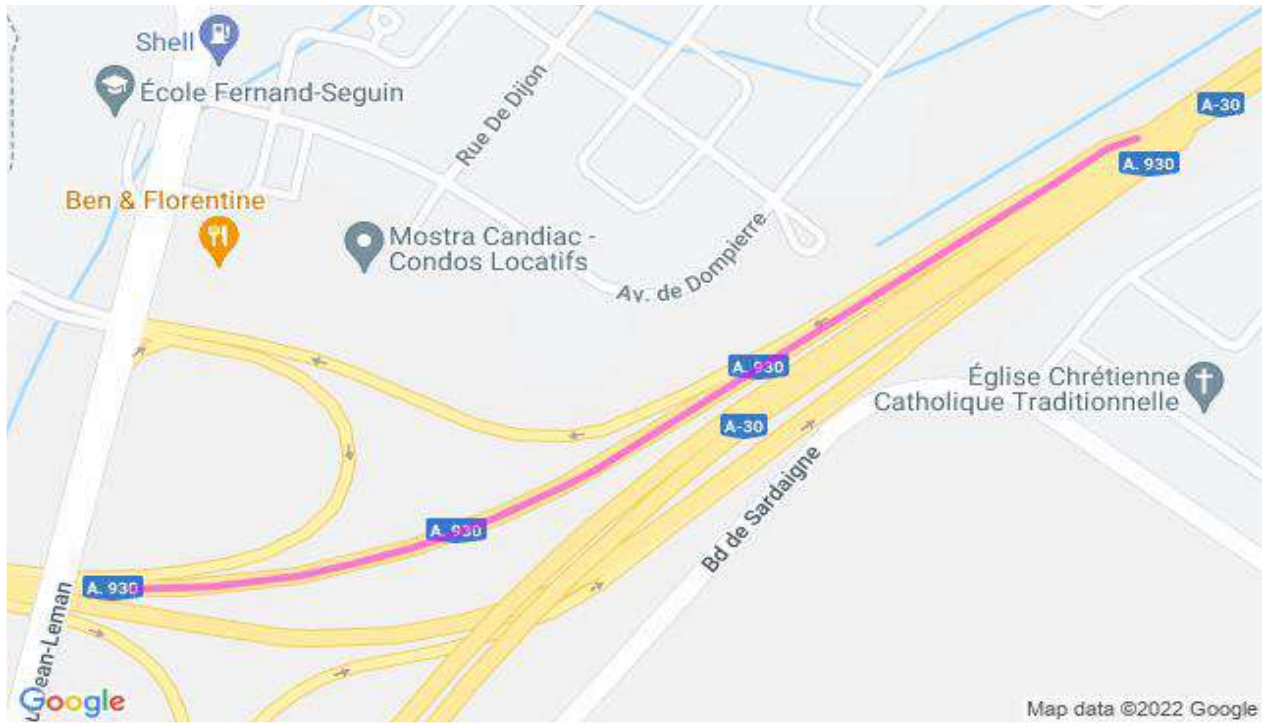 Shell
École Fernand-Seguin
Rue De Dijon
A-30
A. 930
Ben & Florentine
Mostra Candiac -
Condos Locatifs
Av. de Dompierre
A. 930
Église Chrétienne
Catholique Traditionnelle
A-30
Bd de Sardaigne
A. 930
A. 930
ean-Leman
Google
Map data ©2022 Google